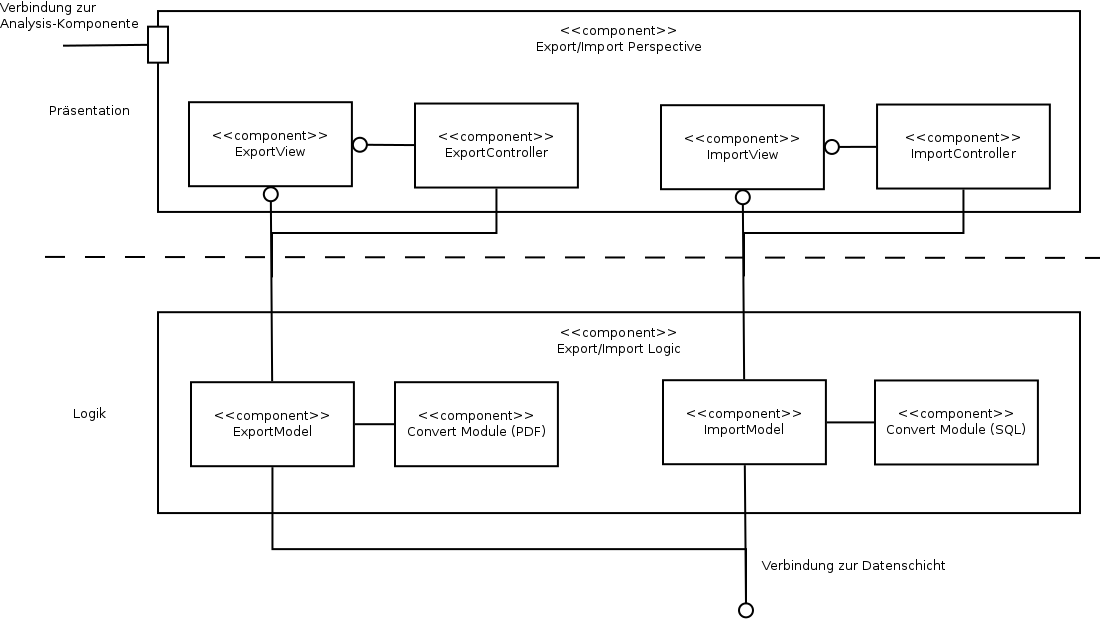 Verbindung zur
Analysis-Komponente
<<component>>
Export/Import Perspective
Präsentation
<<component>>
ExportView
<<component>>
ExportController
<<component>>
ImportView
<<component>>
ImportController
<<component>>
Export/Import Logic
Logik
<<component>>
ExportModel
<<component>>
Convert Module (PDF)
<<component>>
ImportModel
<<component>>
Convert Module (SQL)
Verbindung zur Datenschicht